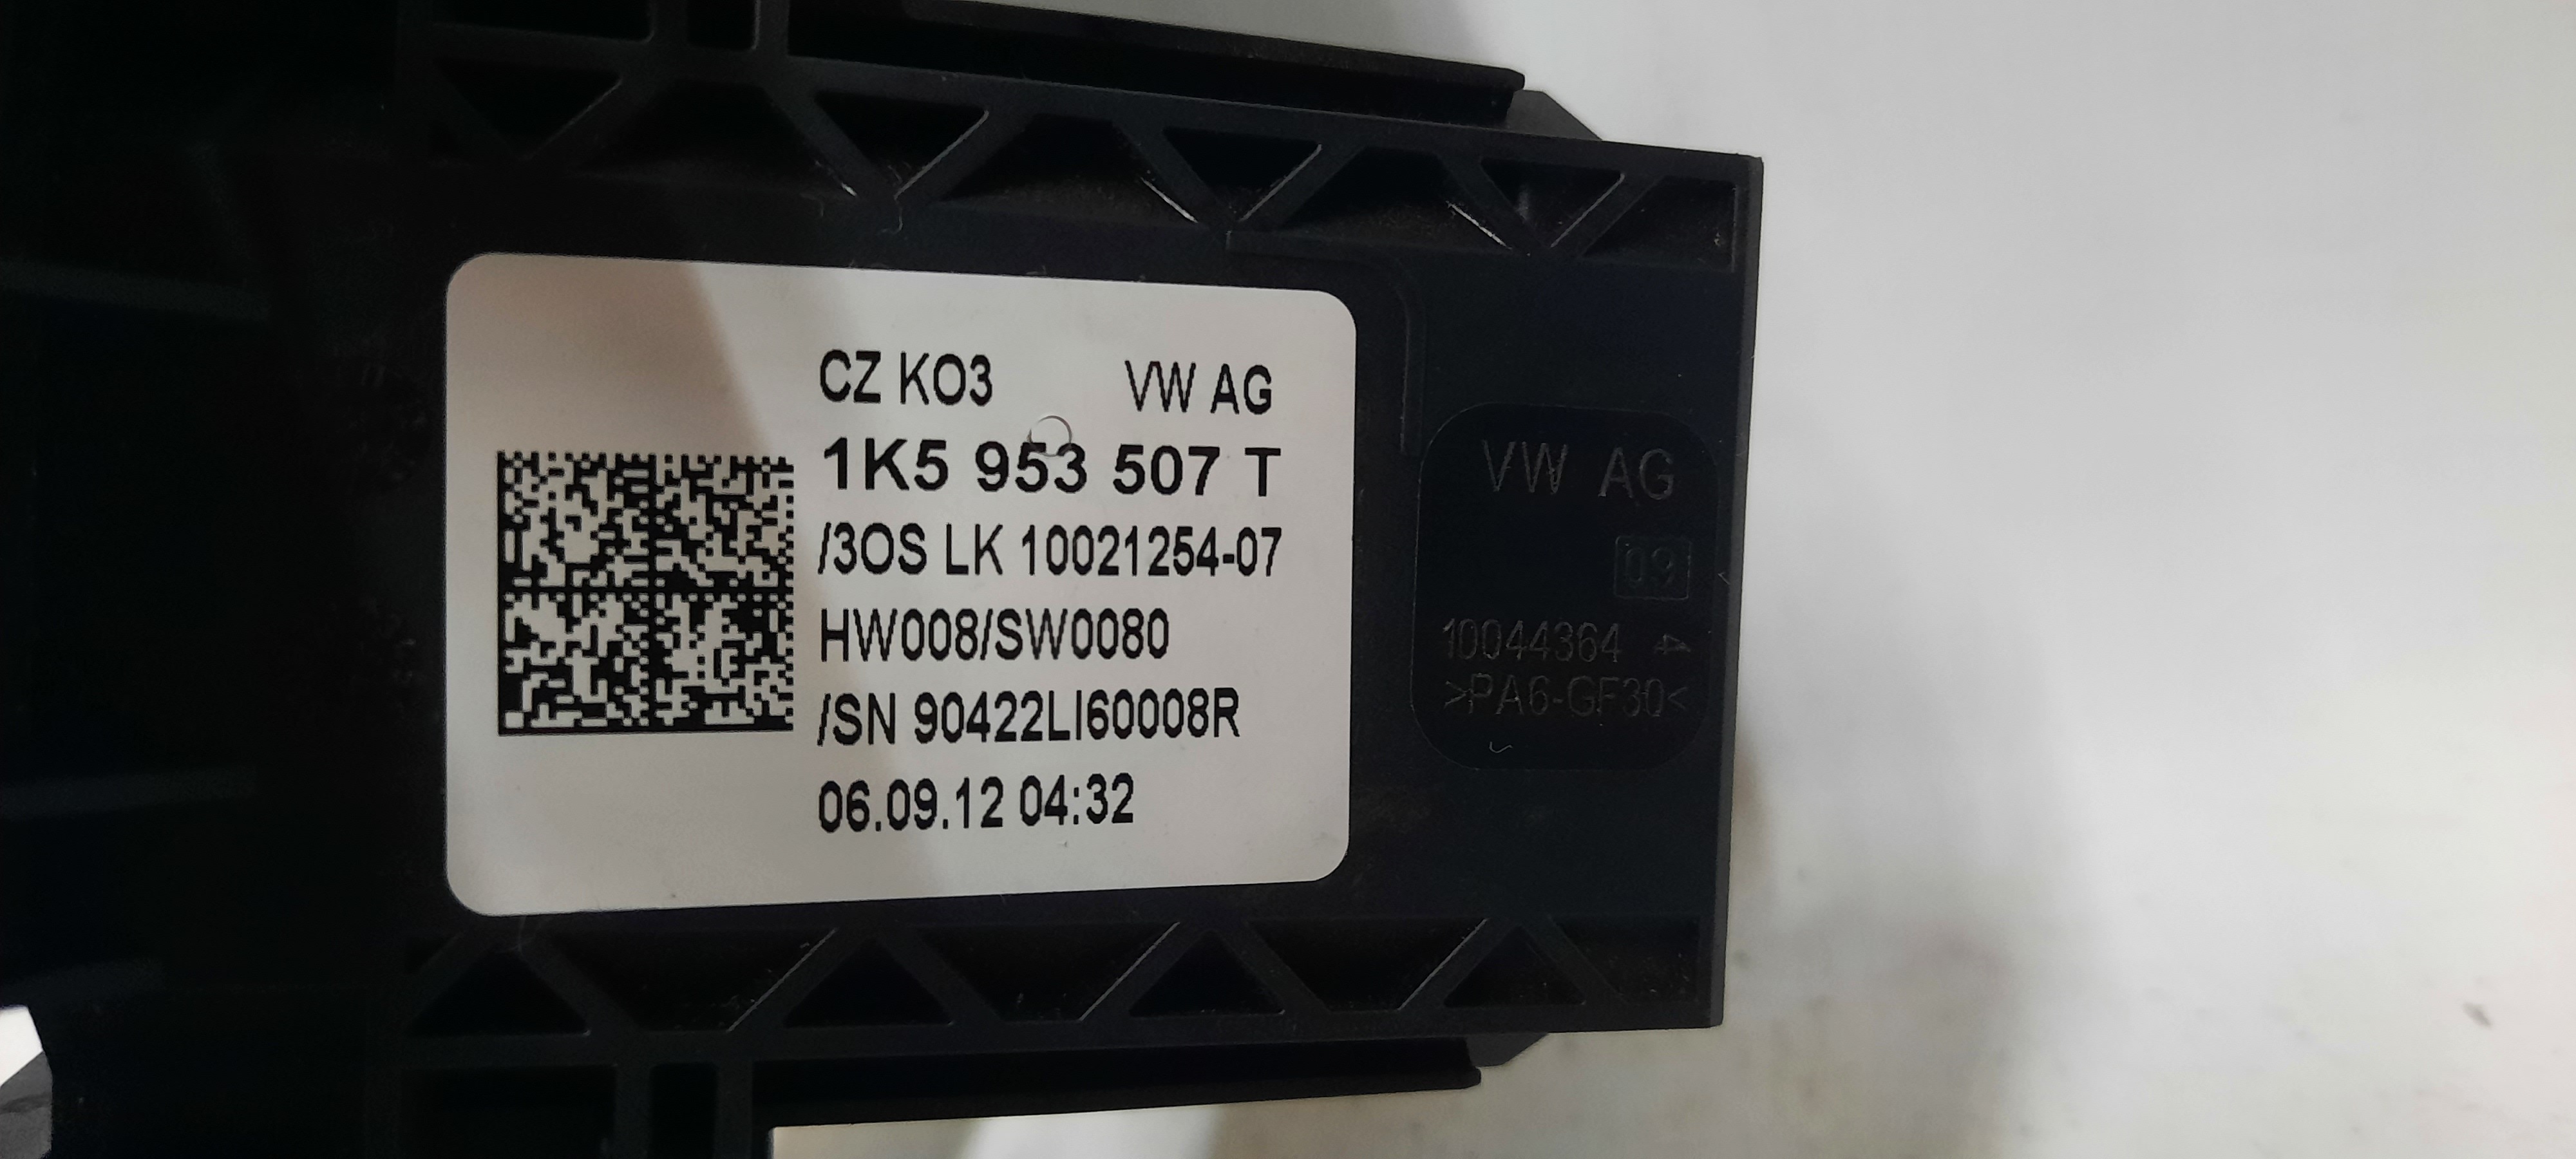 CZ KO3 VW AG
1K5 953 507 T
/3OS LK 10021254-07
HW008/SW0080
/SN 90422LI60008R
06.09.12 04:32
VW AG
09
10044364 4
>PA6-GF30<